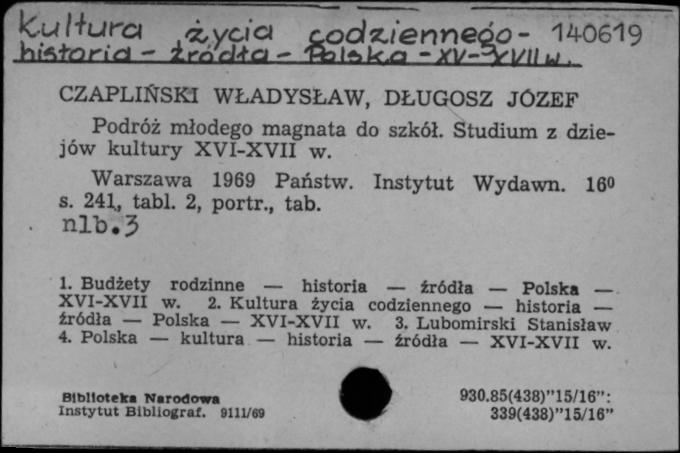 Kultura życia codziennego - 140619
historia - źródła - Polska - XV-XVII w.
CZAPLIŃSKI WŁADYSŁAW, DŁUGOSZ JÓZEF
Podróż młodego magnata do szkół. Studium z dzie-
jów kultury XVI-XVII w.
Warszawa 1969 Państw. Instytut Wydawn. 16⁰
s. 241, tabl. 2, portr., tab.
nlb.3
1. Budżety rodzinne — historia — źródła — Polska —
XVI-XVII w. 2. Kultura życia codziennego — historia —
źródła — Polska — XVI-XVII w. 3. Lubomirski Stanisław
4. Polska — kultura — historia — źródła — XVI-XVII w.
Biblioteka Narodowa 930.85(438)"15/16":
Instytut Bibliograf. 9111/69 339(438)"15/16"